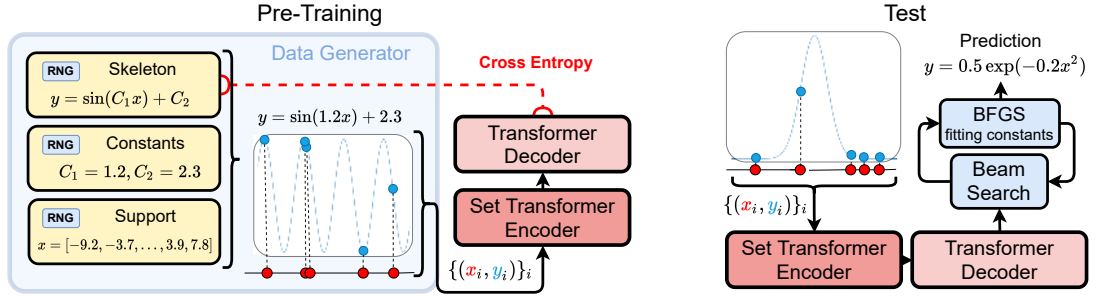 Pre-Training
Data Generator
RNG Skeleton
y = sin(C₁x) + C₂
RNG Constants
C₁ = 1.2, C₂ = 2.3
RNG Support
x = [−9.2, −3.7, . . . , 3.9, 7.8]
y = sin(1.2x) + 2.3
{(xᵢ, yᵢ)}ᵢ
Cross Entropy
Transformer
Decoder
Set Transformer
Encoder
Test
{(xᵢ, yᵢ)}ᵢ
Set Transformer
Encoder
Transformer
Decoder
Prediction
y = 0.5 exp(−0.2x²)
BFGS
fitting constants
Beam
Search